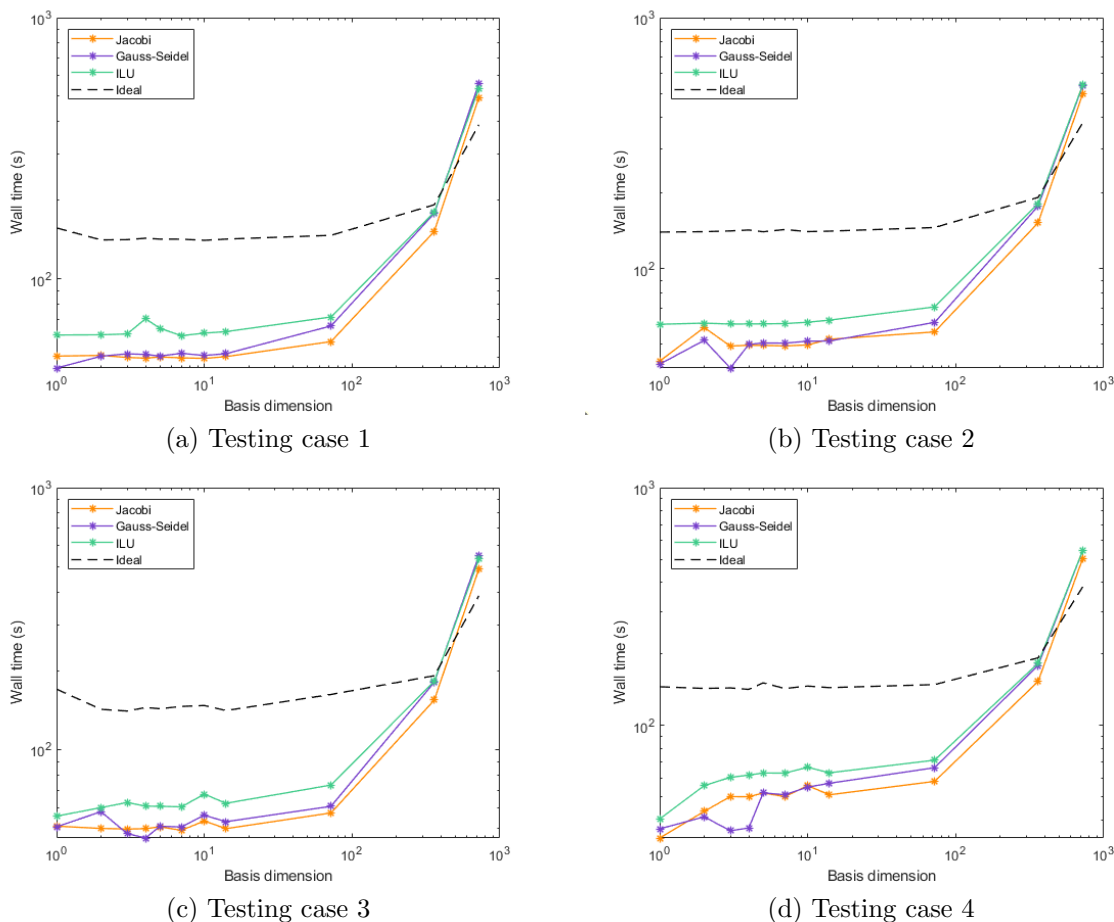 10^3
Jacobi
Gauss-Seidel
ILU
Ideal
Wall time (s)
10^2
10^0 10^1 10^2 10^3
Basis dimension
(a) Testing case 1
10^3
Jacobi
Gauss-Seidel
ILU
Ideal
Wall time (s)
10^2
10^0 10^1 10^2 10^3
Basis dimension
(b) Testing case 2
10^3
Jacobi
Gauss-Seidel
ILU
Ideal
Wall time (s)
10^2
10^0 10^1 10^2 10^3
Basis dimension
(c) Testing case 3
10^3
Jacobi
Gauss-Seidel
ILU
Ideal
Wall time (s)
10^2
10^0 10^1 10^2 10^3
Basis dimension
(d) Testing case 4